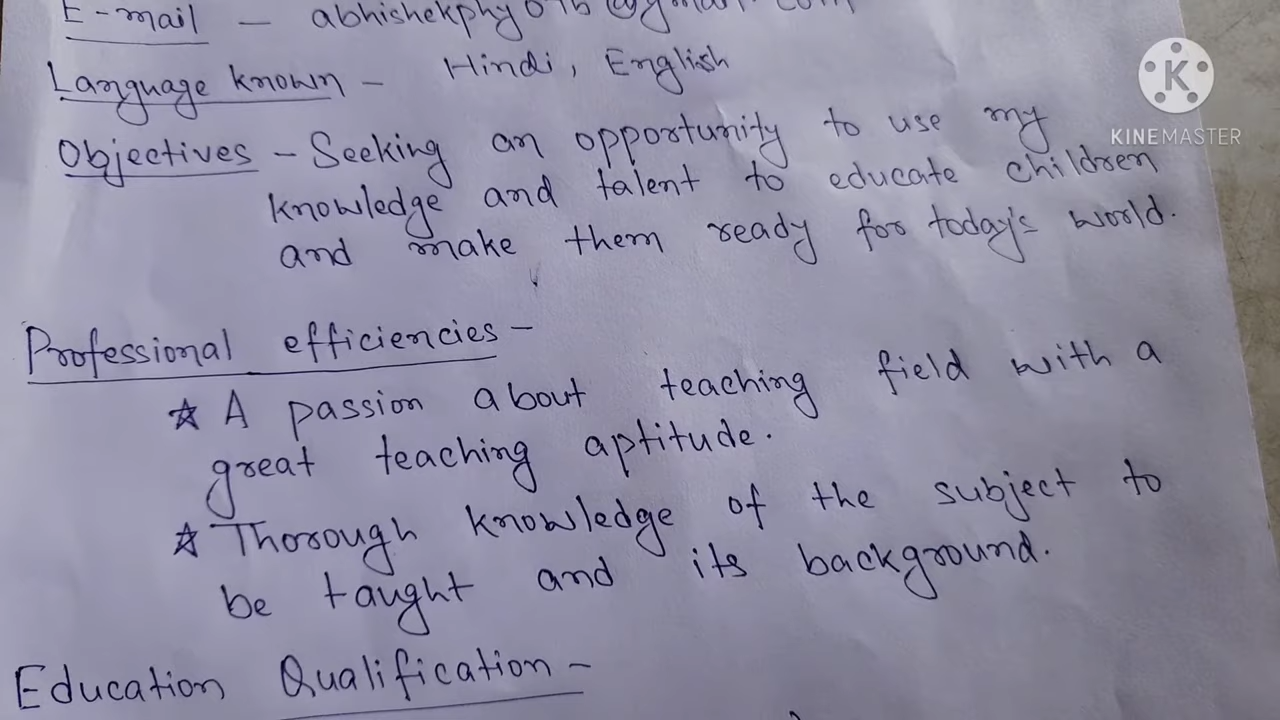 E-mail -
Language known - Hindi, English
Objectives - Seeking an opportunity to use my
knowledge and talent to educate children
and make them ready for today's world.
Professional efficiencies -
☆ A passion about teaching field with a
great teaching aptitude.
☆ Thorough knowledge of the subject to
be taught and its background.
Education Qualification -
K
KINEMASTER